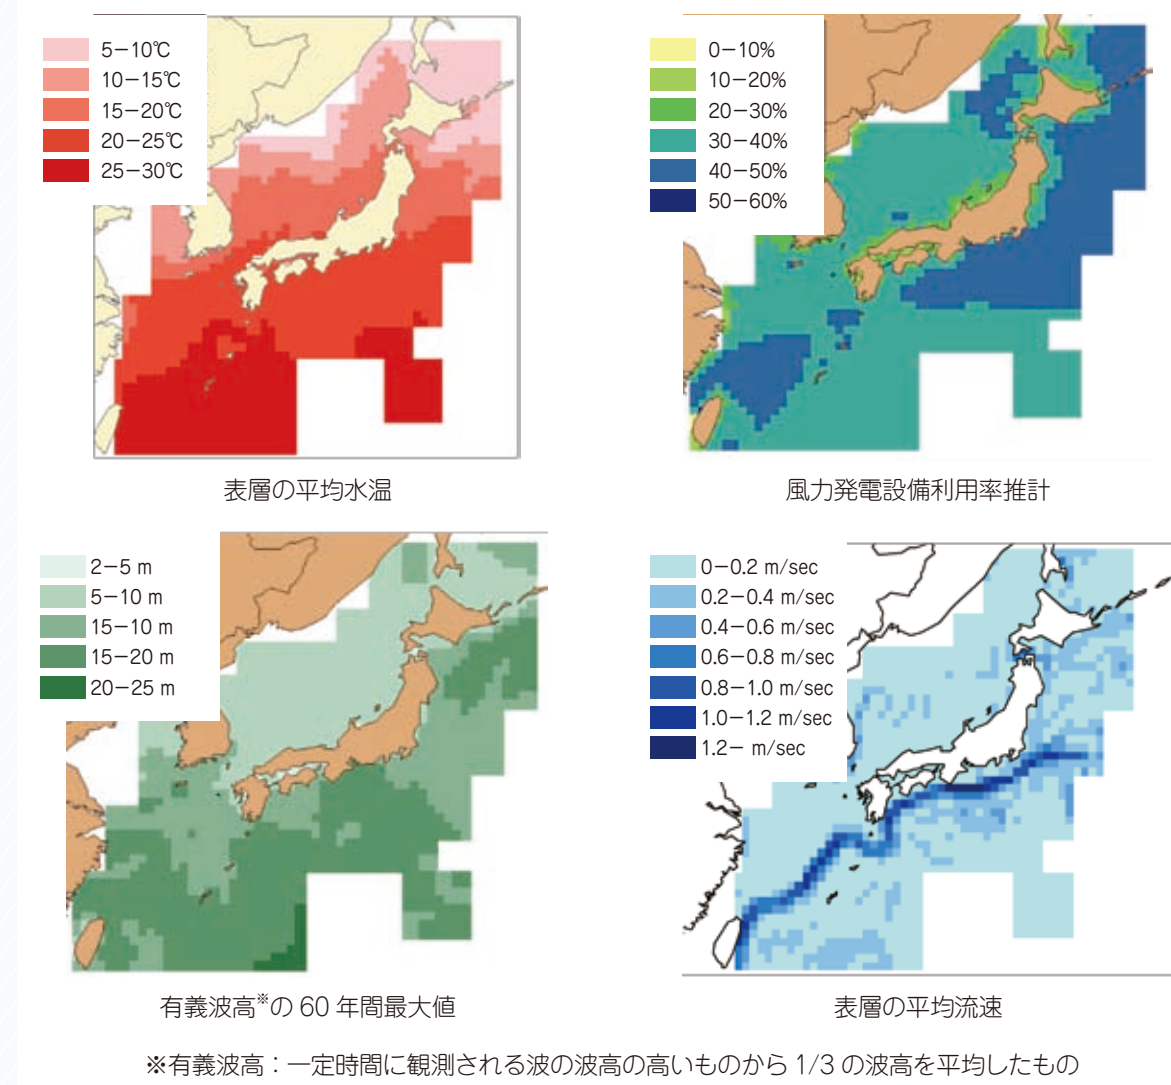 5−10℃
10−15℃
15−20℃
20−25℃
25−30℃
表層の平均水温
0−10%
10−20%
20−30%
30−40%
40−50%
50−60%
風力発電設備利用率推計
2−5 m
5−10 m
15−10 m
15−20 m
20−25 m
有義波高※の 60 年間最大値
0−0.2 m/sec
0.2−0.4 m/sec
0.4−0.6 m/sec
0.6−0.8 m/sec
0.8−1.0 m/sec
1.0−1.2 m/sec
1.2− m/sec
表層の平均流速
※有義波高：一定時間に観測される波の波高の高いものから 1/3 の波高を平均したもの